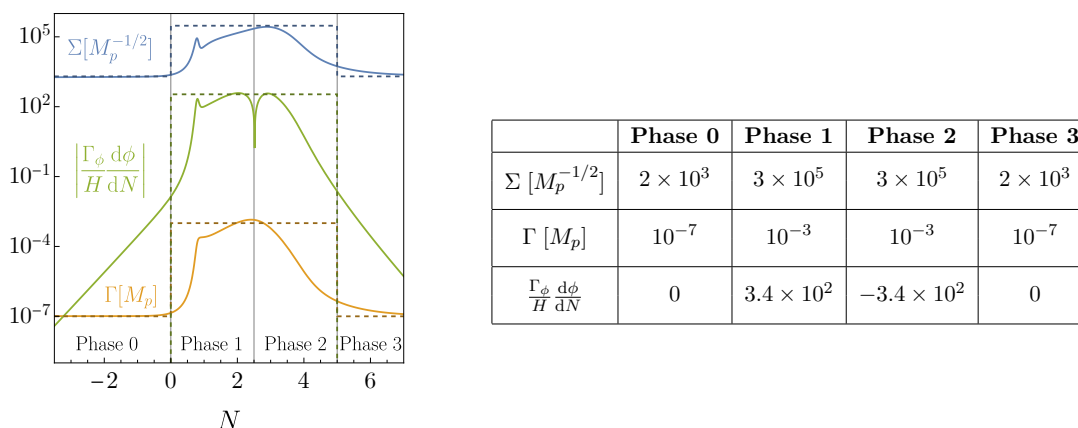 10^5
Σ[M_p^{-1/2}]
10^2
|Γ_ϕ/H dϕ/dN|
10^{-1}
10^{-4}
Γ[M_p]
10^{-7}
Phase 0 Phase 1 Phase 2 Phase 3
−2 0 2 4 6
N
Phase 0 Phase 1 Phase 2 Phase 3
Σ [M_p^{-1/2}] 2 × 10^3 3 × 10^5 3 × 10^5 2 × 10^3
Γ [M_p] 10^{-7} 10^{-3} 10^{-3} 10^{-7}
Γ_ϕ/H dϕ/dN 0 3.4 × 10^2 −3.4 × 10^2 0